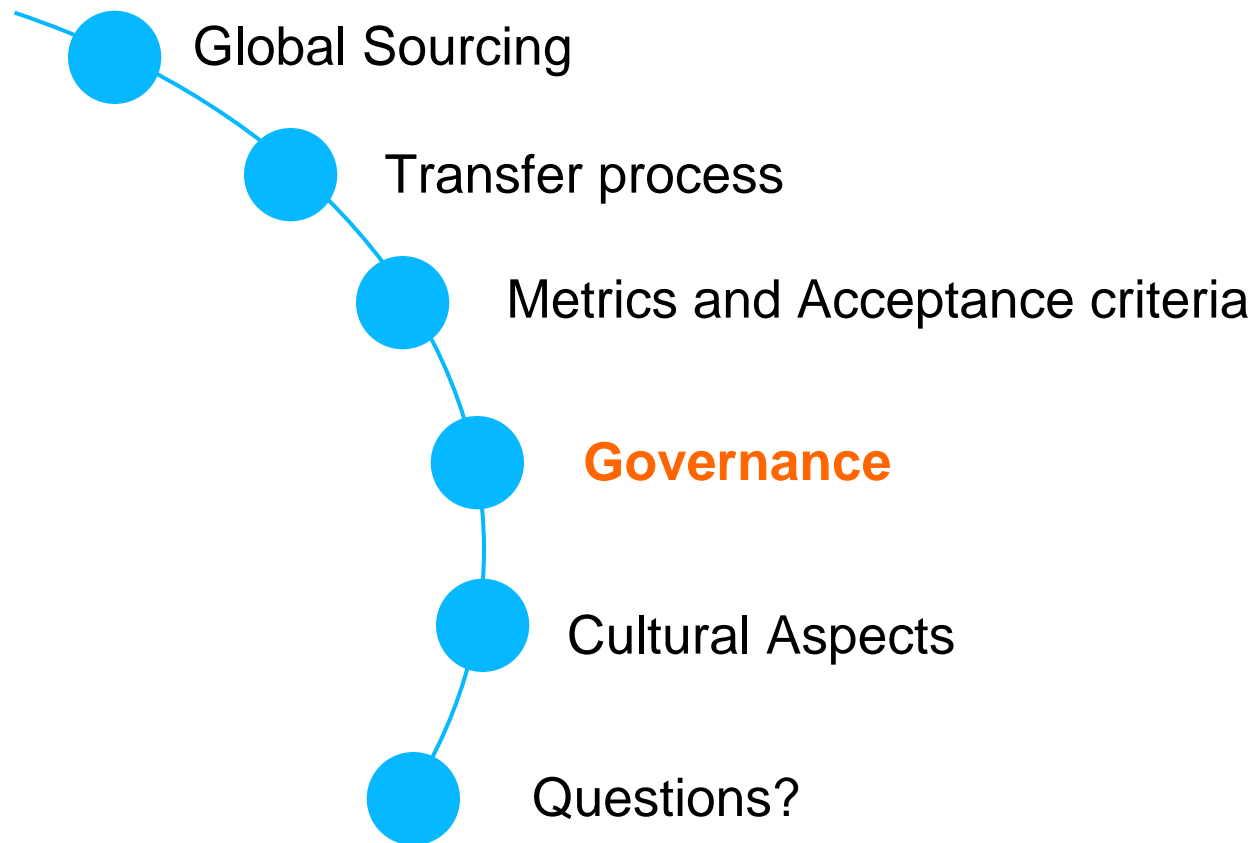 Global Sourcing
Transfer process
Metrics and Acceptance criteria
Governance
Cultural Aspects
Questions?